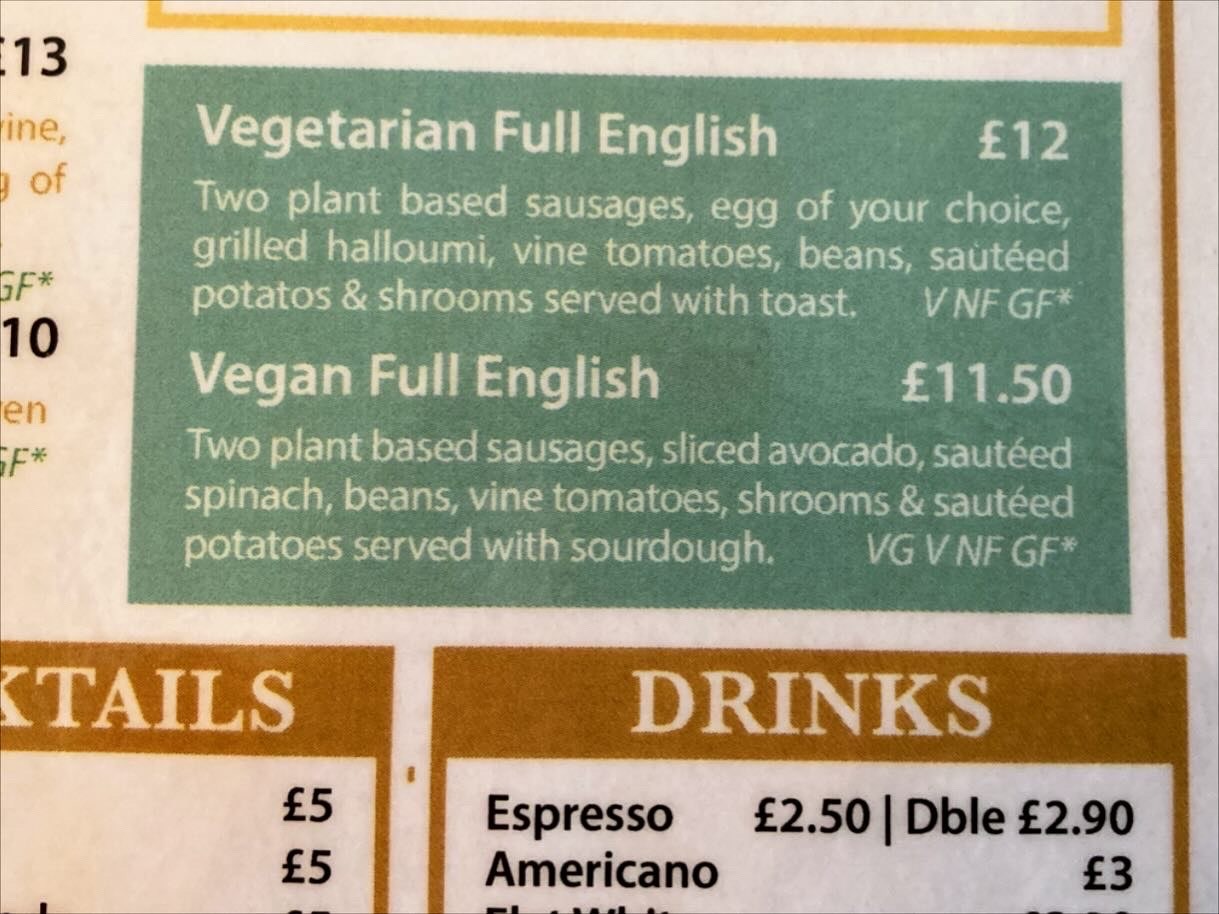 £13
of
GF*
10
GF*
Vegetarian Full English £12
Two plant based sausages, egg of your choice,
grilled halloumi, vine tomatoes, beans, sautéed
potatos & shrooms served with toast. V NF GF*
Vegan Full English £11.50
Two plant based sausages, sliced avocado, sautéed
spinach, beans, vine tomatoes, shrooms & sautéed
potatoes served with sourdough. VG V NF GF*
KTAILS
£5
£5
DRINKS
Espresso £2.50 | Dble £2.90
Americano £3
Flat White